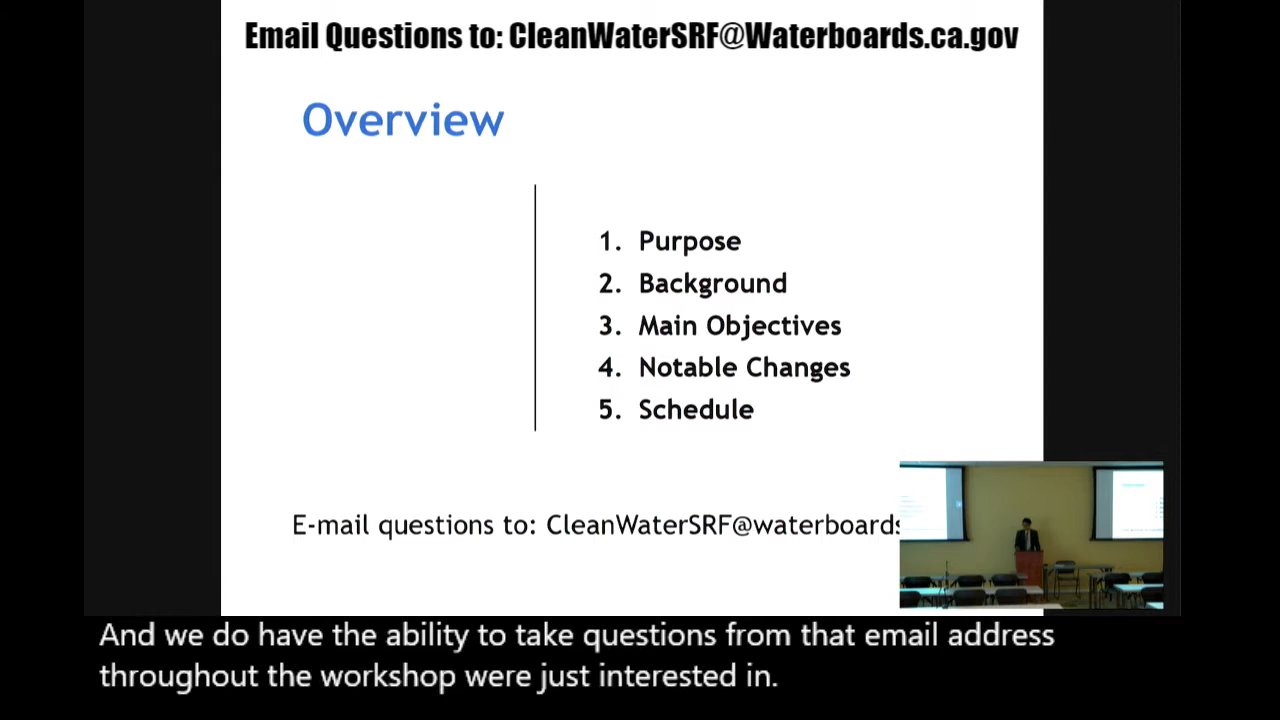 Email Questions to: CleanWaterSRF@Waterboards.ca.gov
Overview
1. Purpose
2. Background
3. Main Objectives
4. Notable Changes
5. Schedule
E-mail questions to: CleanWaterSRF@waterboards
And we do have the ability to take questions from that email address
throughout the workshop were just interested in.